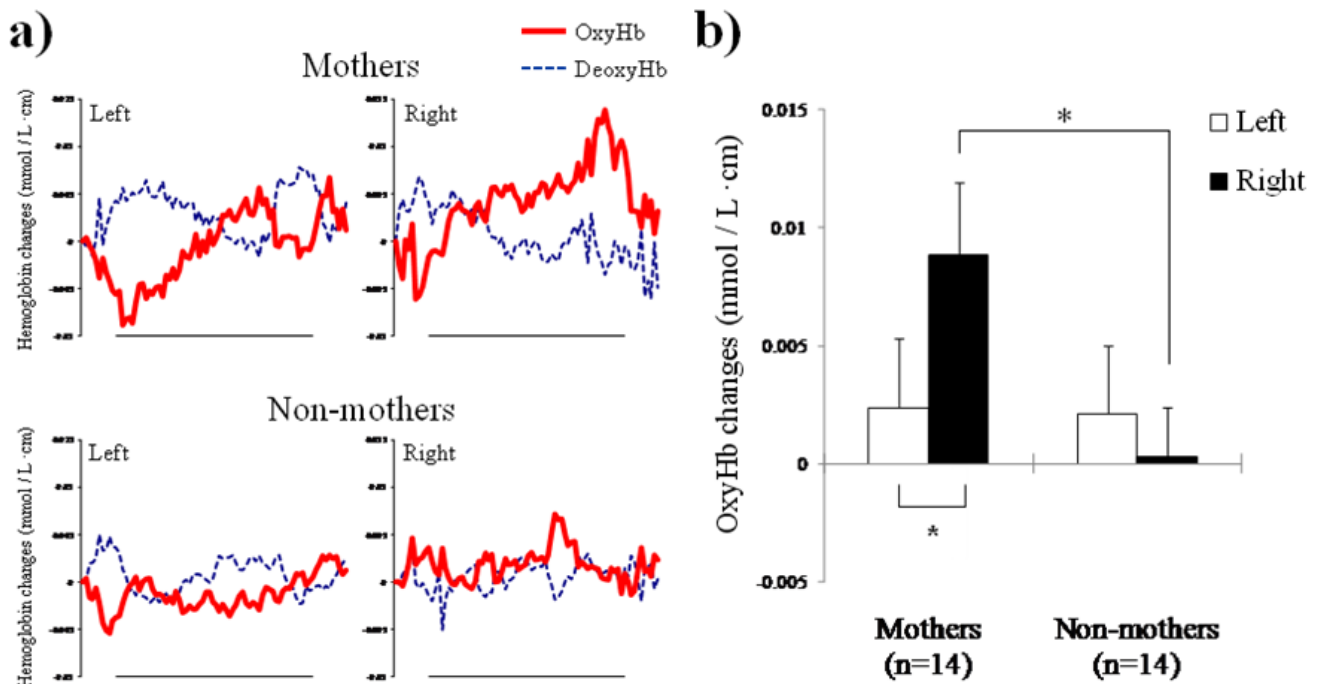 a)
OxyHb
DeoxyHb
Mothers
Left
Right
Hemoglobin changes (mmol / L ·cm)
Non-mothers
Left
Right
Hemoglobin changes (mmol / L ·cm)
b)
0.015
0.01
0.005
0
-0.005
OxyHb changes (mmol / L ·cm)
Left
Right
*
*
Mothers
(n=14)
Non-mothers
(n=14)